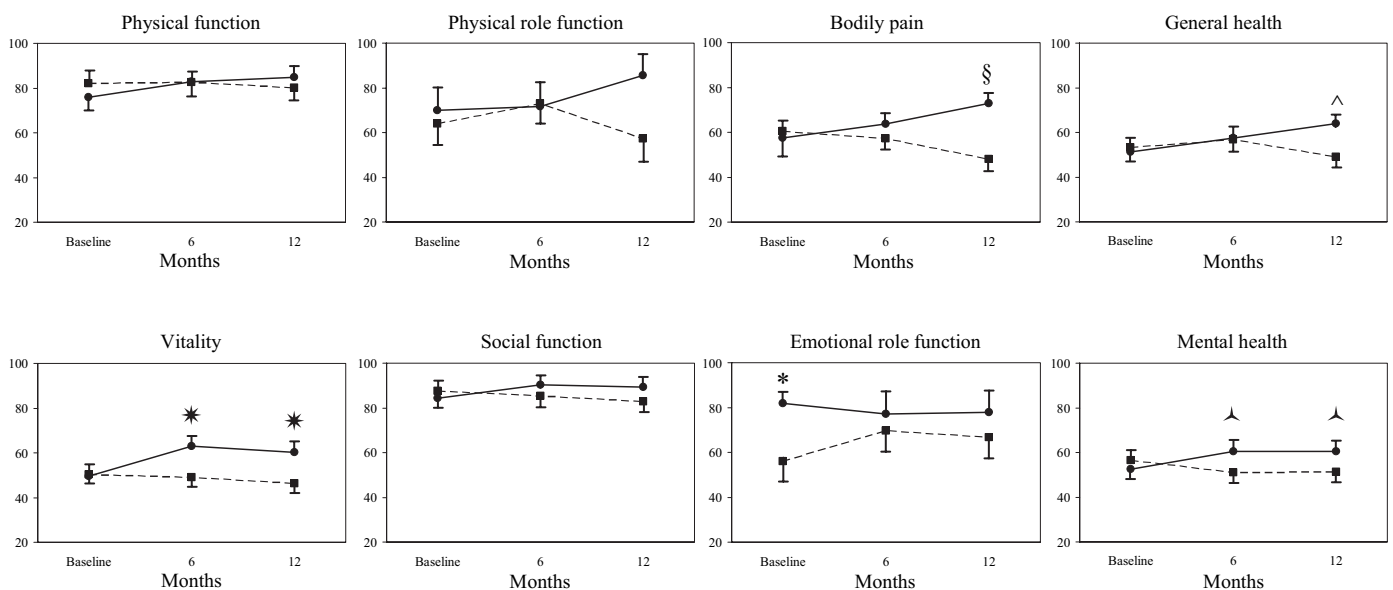 Physical function
Physical role function
Bodily pain
General health
100
80
60
40
20
Baseline 6 12
Months
100
80
60
40
20
Baseline 6 12
Months
100
80
60
40
20
§
Baseline 6 12
Months
100
80
60
40
20
^
Baseline 6 12
Months
Vitality
Social function
Emotional role function
Mental health
100
80
60
40
20
Baseline 6 12
Months
100
80
60
40
20
Baseline 6 12
Months
100
80
60
40
20
*
Baseline 6 12
Months
100
80
60
40
20
Baseline 6 12
Months